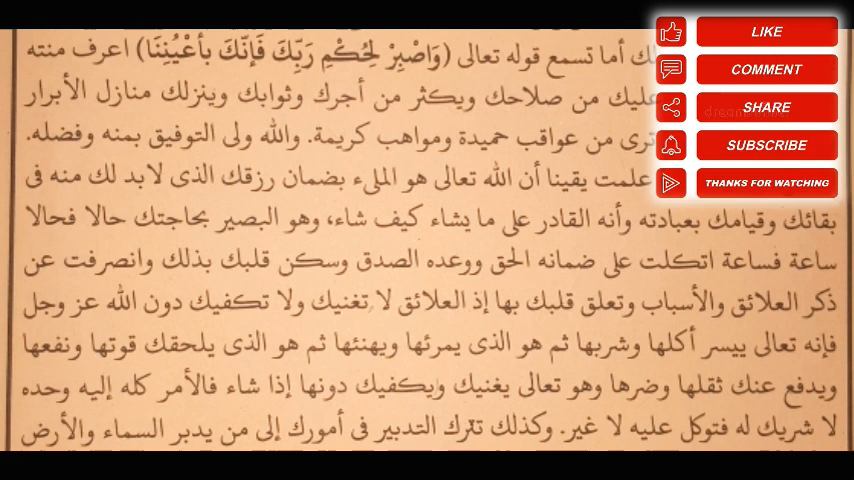 لك أما تسمع قوله تعالى (وَاصْبِرْ لِحُكْمِ رَبِّكَ فَإِنَّكَ بِأَعْيُنِنَا) اعرف منته
عليك من صلاحك ويكثر من أجرك وثوابك وينزلك منازل الأبرار
ترى من عواقب حميدة ومواهب كريمة. والله ولى التوفيق بمنه وفضله.
علمت يقينا أن الله تعالى هو الملىء بضمان رزقك الذى لابد لك منه فى
بقائك وقيامك بعبادته وأنه القادر على ما يشاء كيف شاء، وهو البصير بحاجتك حالا فحالا
ساعة فساعة اتكلت على ضمانه الحق ووعده الصدق وسكن قلبك بذلك وانصرفت عن
ذكر العلائق والأسباب وتعلق قلبك بها إذ العلائق لا تغنيك ولا تكفيك دون الله عز وجل
فإنه تعالى ييسر أكلها وشربها ثم هو الذى يمرئها ويهنئها ثم هو الذى يلحقك قوتها ونفعها
ويدفع عنك ثقلها وضرها وهو تعالى يغنيك ويكفيك دونها إذا شاء فالأمر كله إليه وحده
لا شريك له فتوكل عليه لا غير. وكذلك تترك التدبير فى أمورك إلى من يدبر السماء والأرض
LIKE
COMMENT
SHARE
SUBSCRIBE
THANKS FOR WATCHING